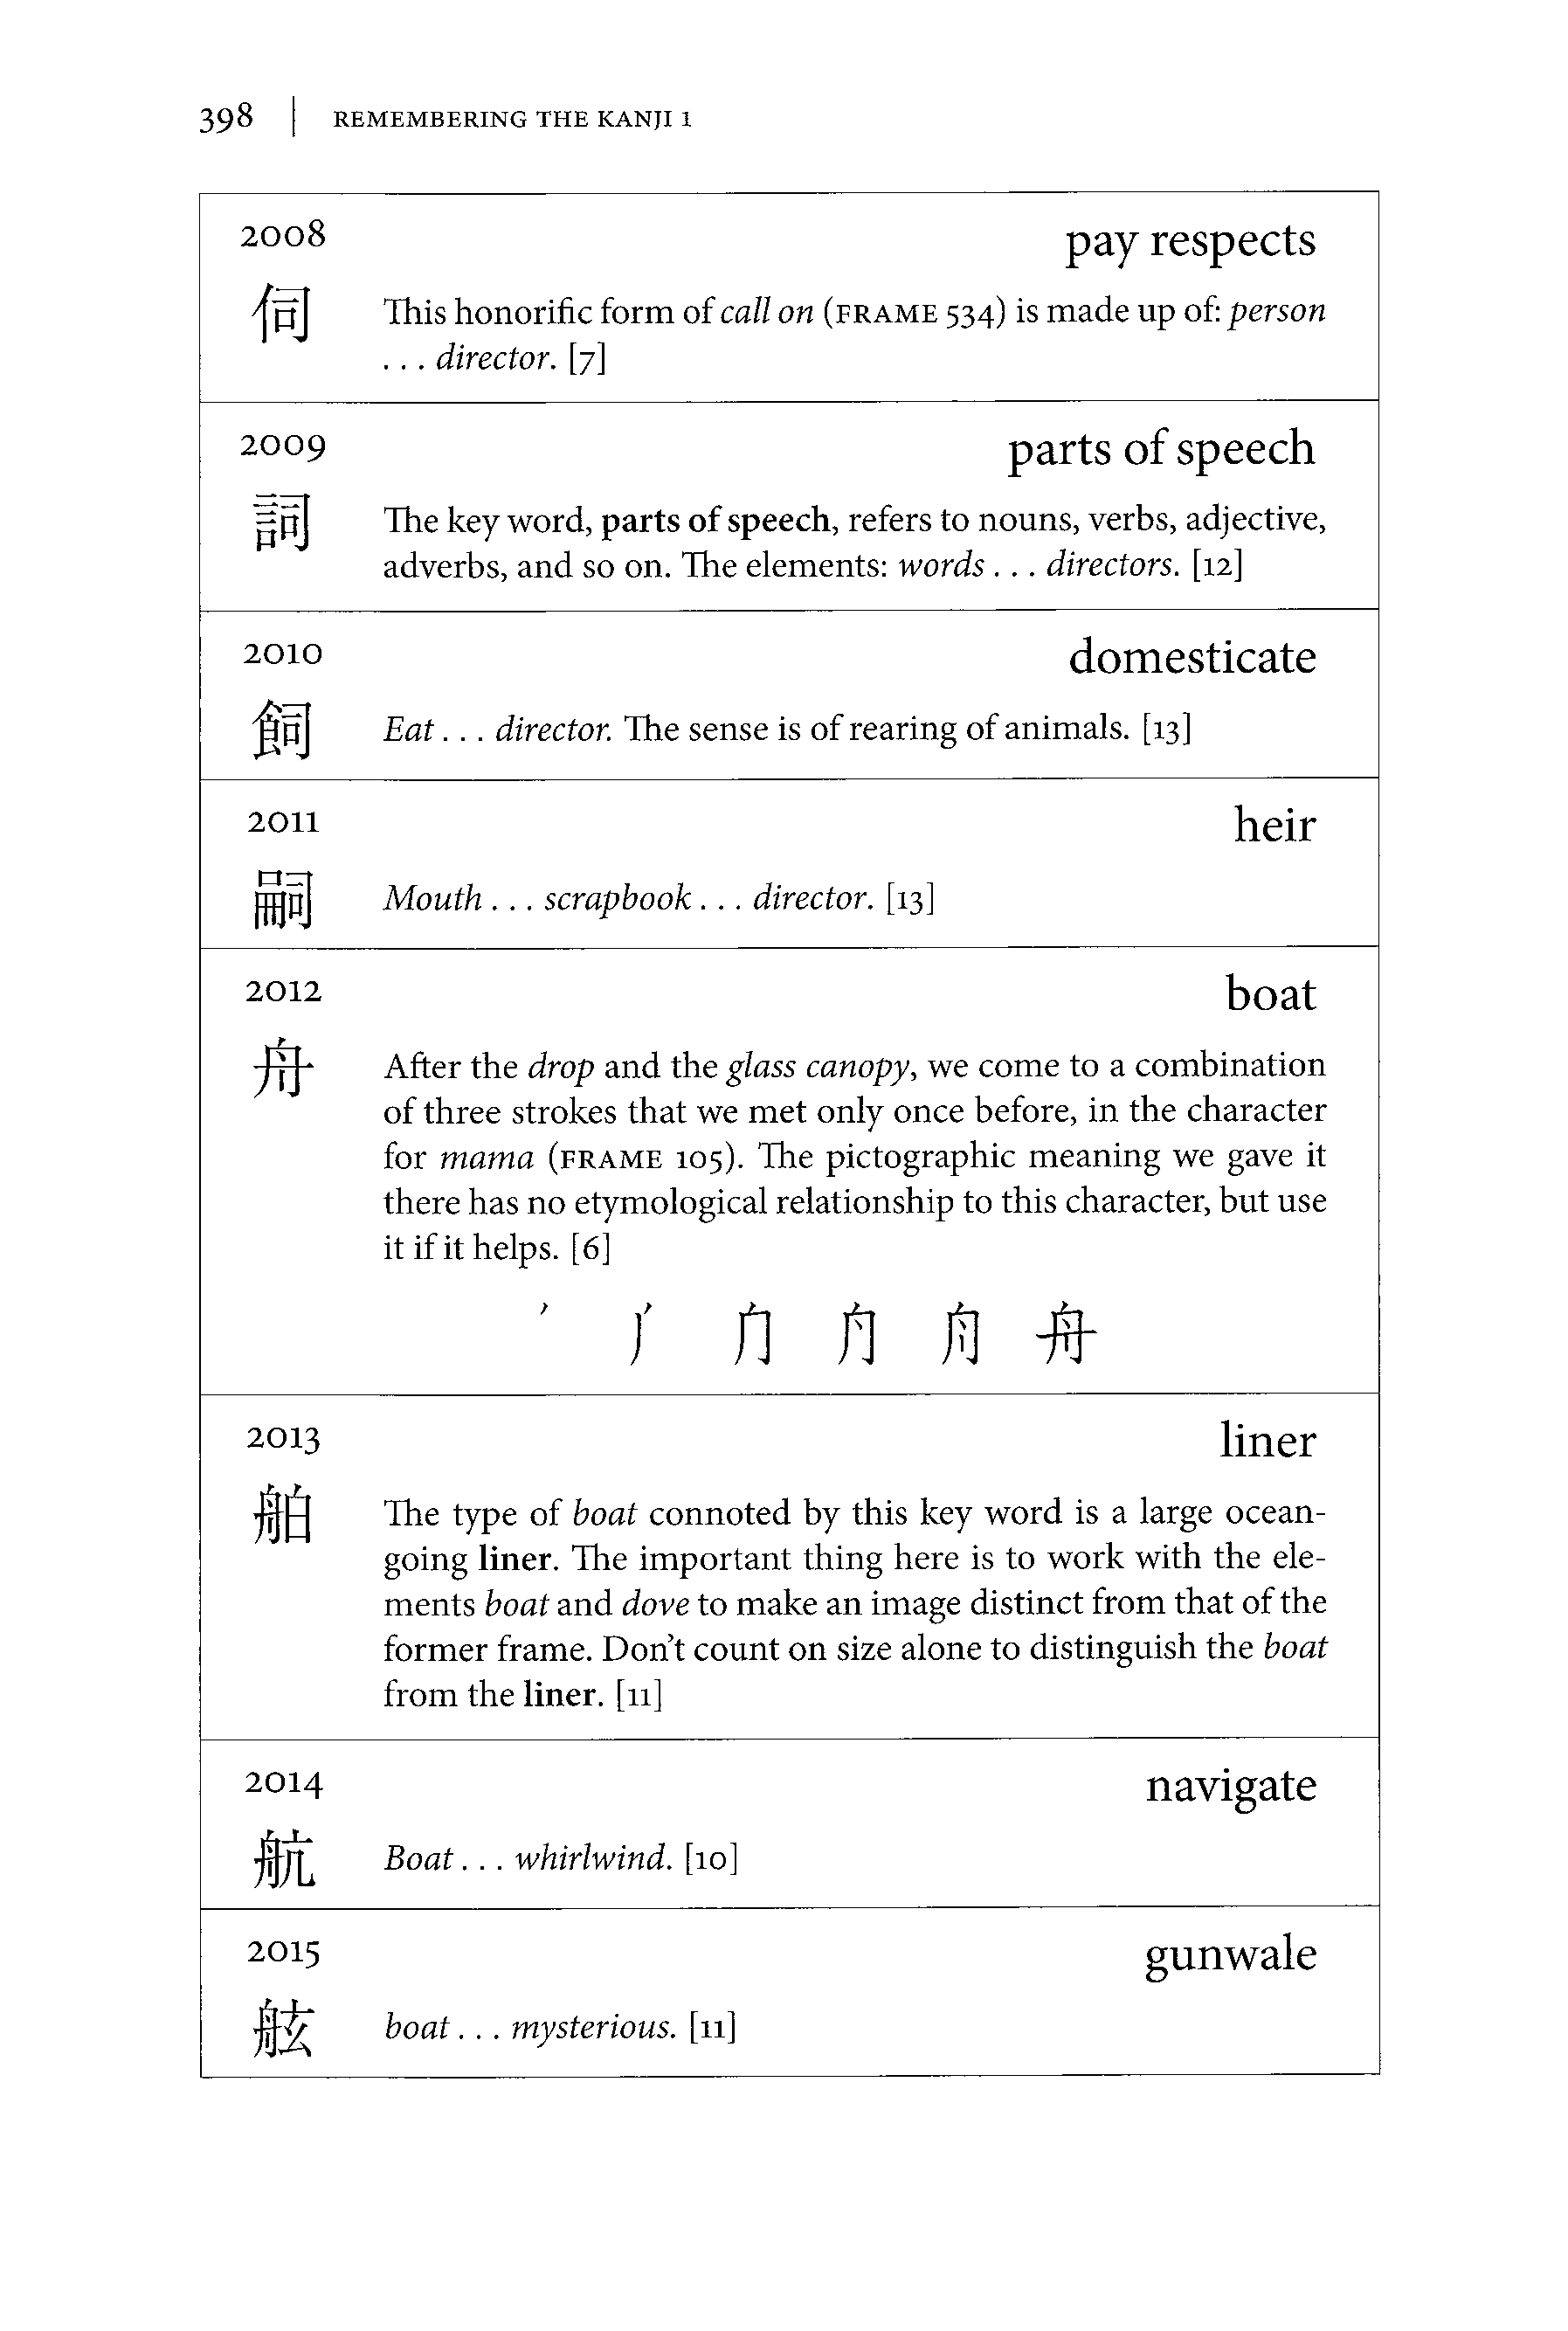 398 | REMEMBERING THE KANJI 1
2008 pay respects
伺 This honorific form of call on (FRAME 534) is made up of: person
. . . director. [7]
2009 parts of speech
詞 The key word, parts of speech, refers to nouns, verbs, adjective,
adverbs, and so on. The elements: words . . . directors. [12]
2010 domesticate
飼 Eat . . . director. The sense is of rearing of animals. [13]
2011 heir
嗣 Mouth . . . scrapbook . . . director. [13]
2012 boat
舟 After the drop and the glass canopy, we come to a combination
of three strokes that we met only once before, in the character
for mama (FRAME 105). The pictographic meaning we gave it
there has no etymological relationship to this character, but use
it if it helps. [6]
舟
2013 liner
舶 The type of boat connoted by this key word is a large ocean-
going liner. The important thing here is to work with the ele-
ments boat and dove to make an image distinct from that of the
former frame. Don't count on size alone to distinguish the boat
from the liner. [11]
2014 navigate
航 Boat . . . whirlwind. [10]
2015 gunwale
舷 boat . . . mysterious. [11]